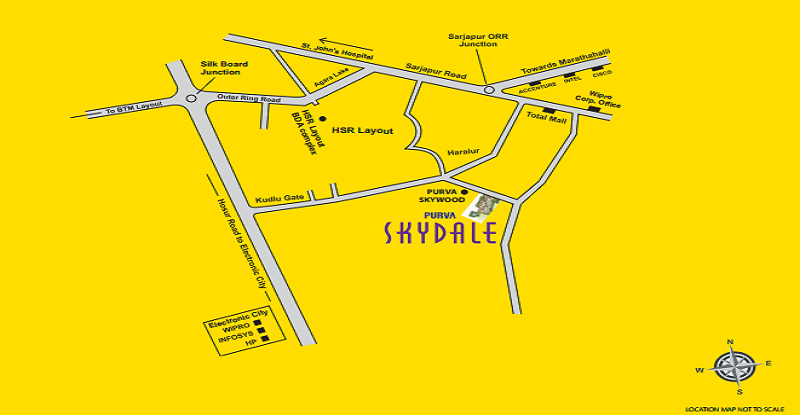 Sarjapur ORR
Junction
St. John's Hospital
Towards Marathahalli
Silk Board
Junction
Agara Lake
Sarjapur Road
ACCENTURE
INTEL
CISCO
Outer Ring Road
Wipro
Corp. Office
To BTM Layout
HSR Layout
BDA complex
HSR Layout
Total Mall
Haralur
Kudlu Gate
PURVA
SKYWOOD
PURVA
SKYDALE
Hosur Road to Electronic City
Electronic City
WIPRO
INFOSYS
HP
N
W
E
S
LOCATION MAP NOT TO SCALE